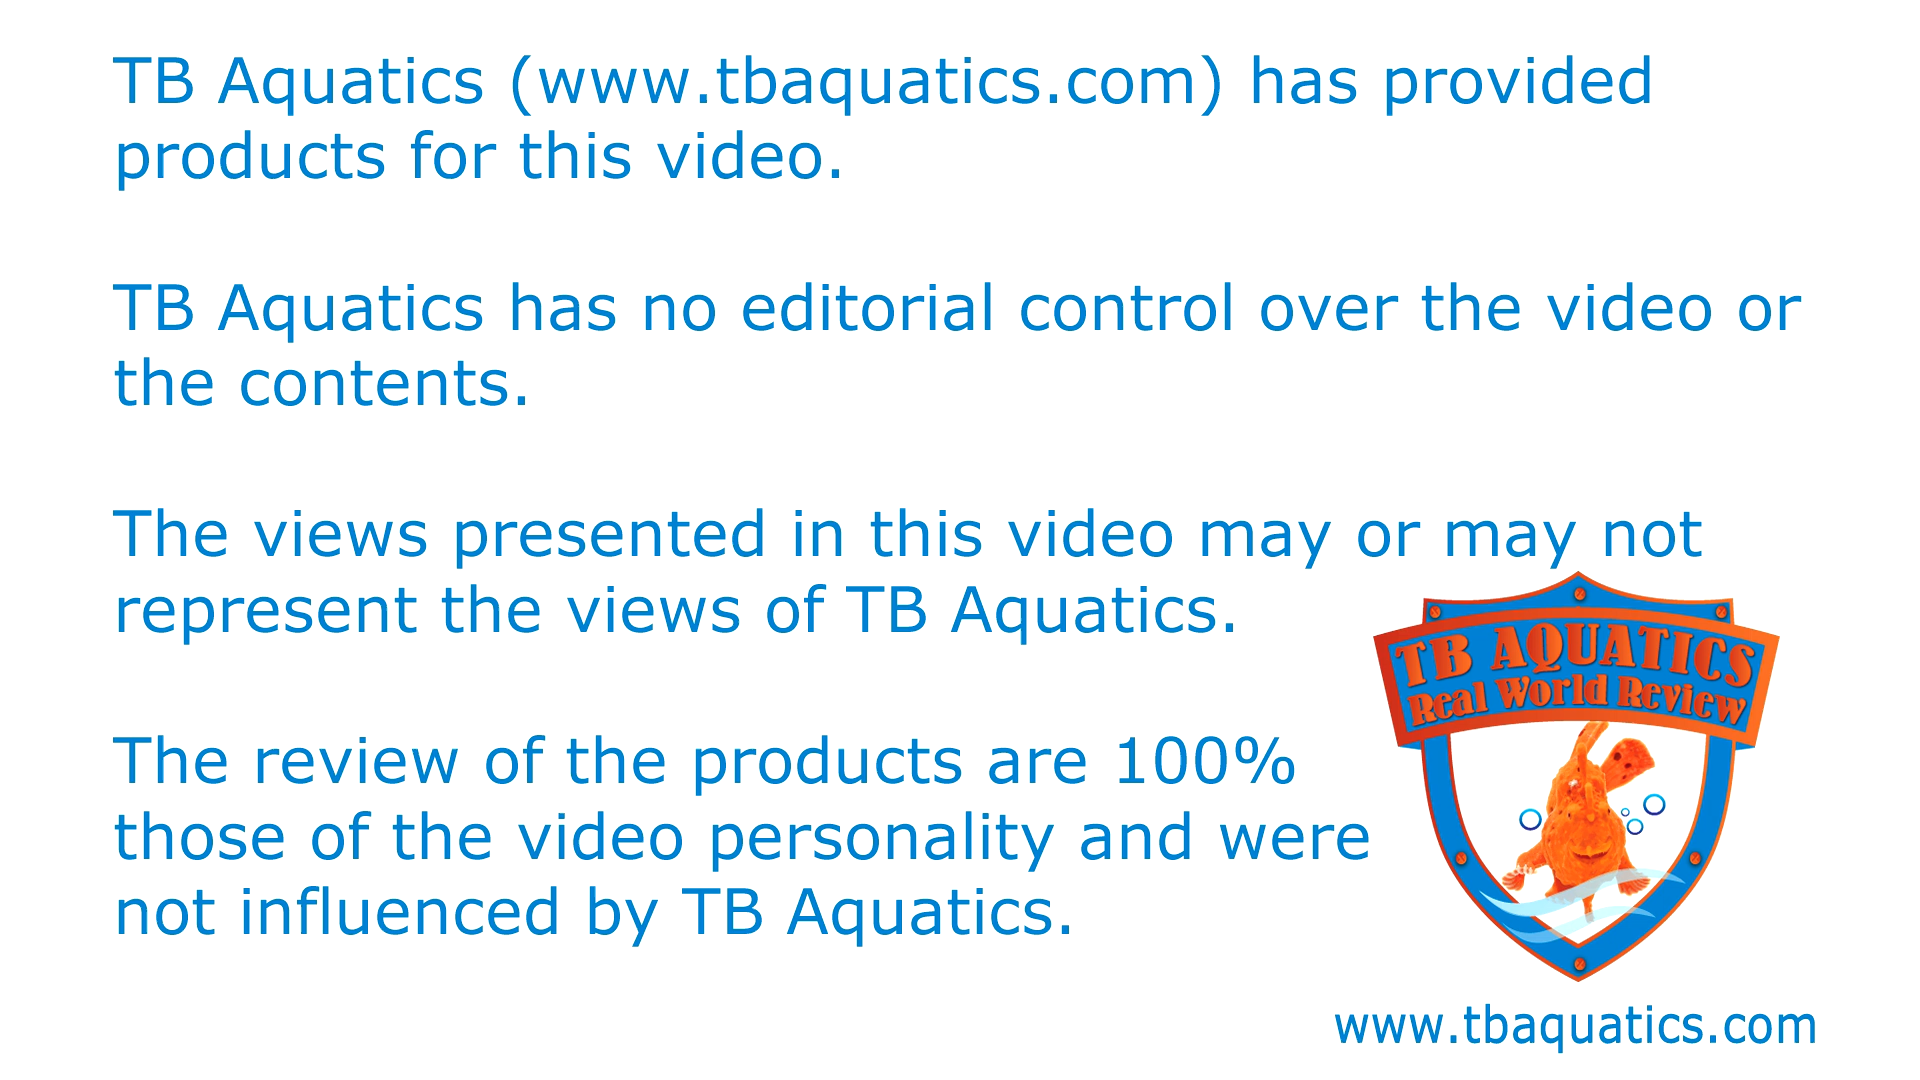 TB Aquatics (www.tbaquatics.com) has provided
products for this video.
TB Aquatics has no editorial control over the video or
the contents.
The views presented in this video may or may not
represent the views of TB Aquatics.
The review of the products are 100%
those of the video personality and were
not influenced by TB Aquatics.
TB AQUATICS
Real World Review
www.tbaquatics.com